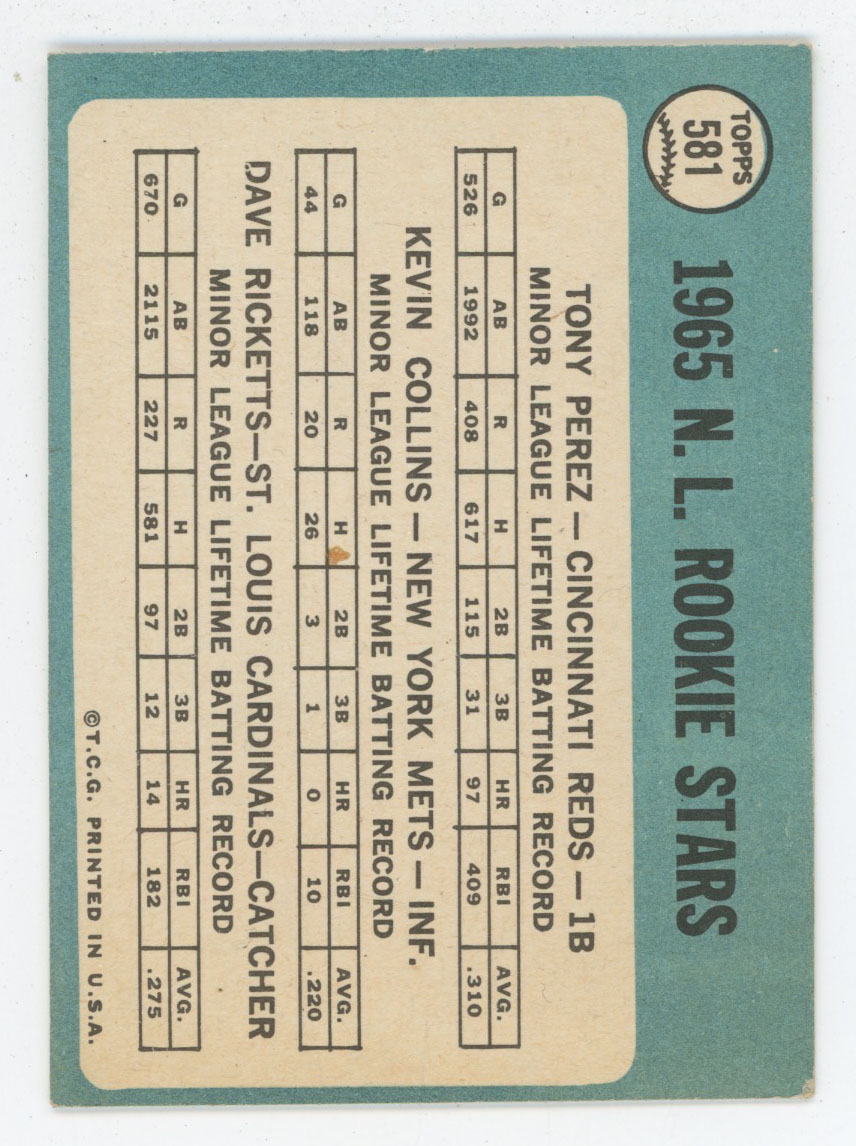 TOPPS
581
1965 N. L. ROOKIE STARS
TONY PEREZ—CINCINNATI REDS—1B
MINOR LEAGUE LIFETIME BATTING RECORD
G AB R H 2B 3B HR RBI AVG.
526 1992 408 617 115 31 97 409 .310
KEVIN COLLINS — NEW YORK METS — INF.
MINOR LEAGUE LIFETIME BATTING RECORD
G AB R H 2B 3B HR RBI AVG.
44 118 20 26 3 1 0 10 .220
DAVE RICKETTS—ST. LOUIS CARDINALS—CATCHER
MINOR LEAGUE LIFETIME BATTING RECORD
G AB R H 2B 3B HR RBI AVG.
670 2115 227 581 97 12 14 182 .275
©T.C.G. PRINTED IN U.S.A.